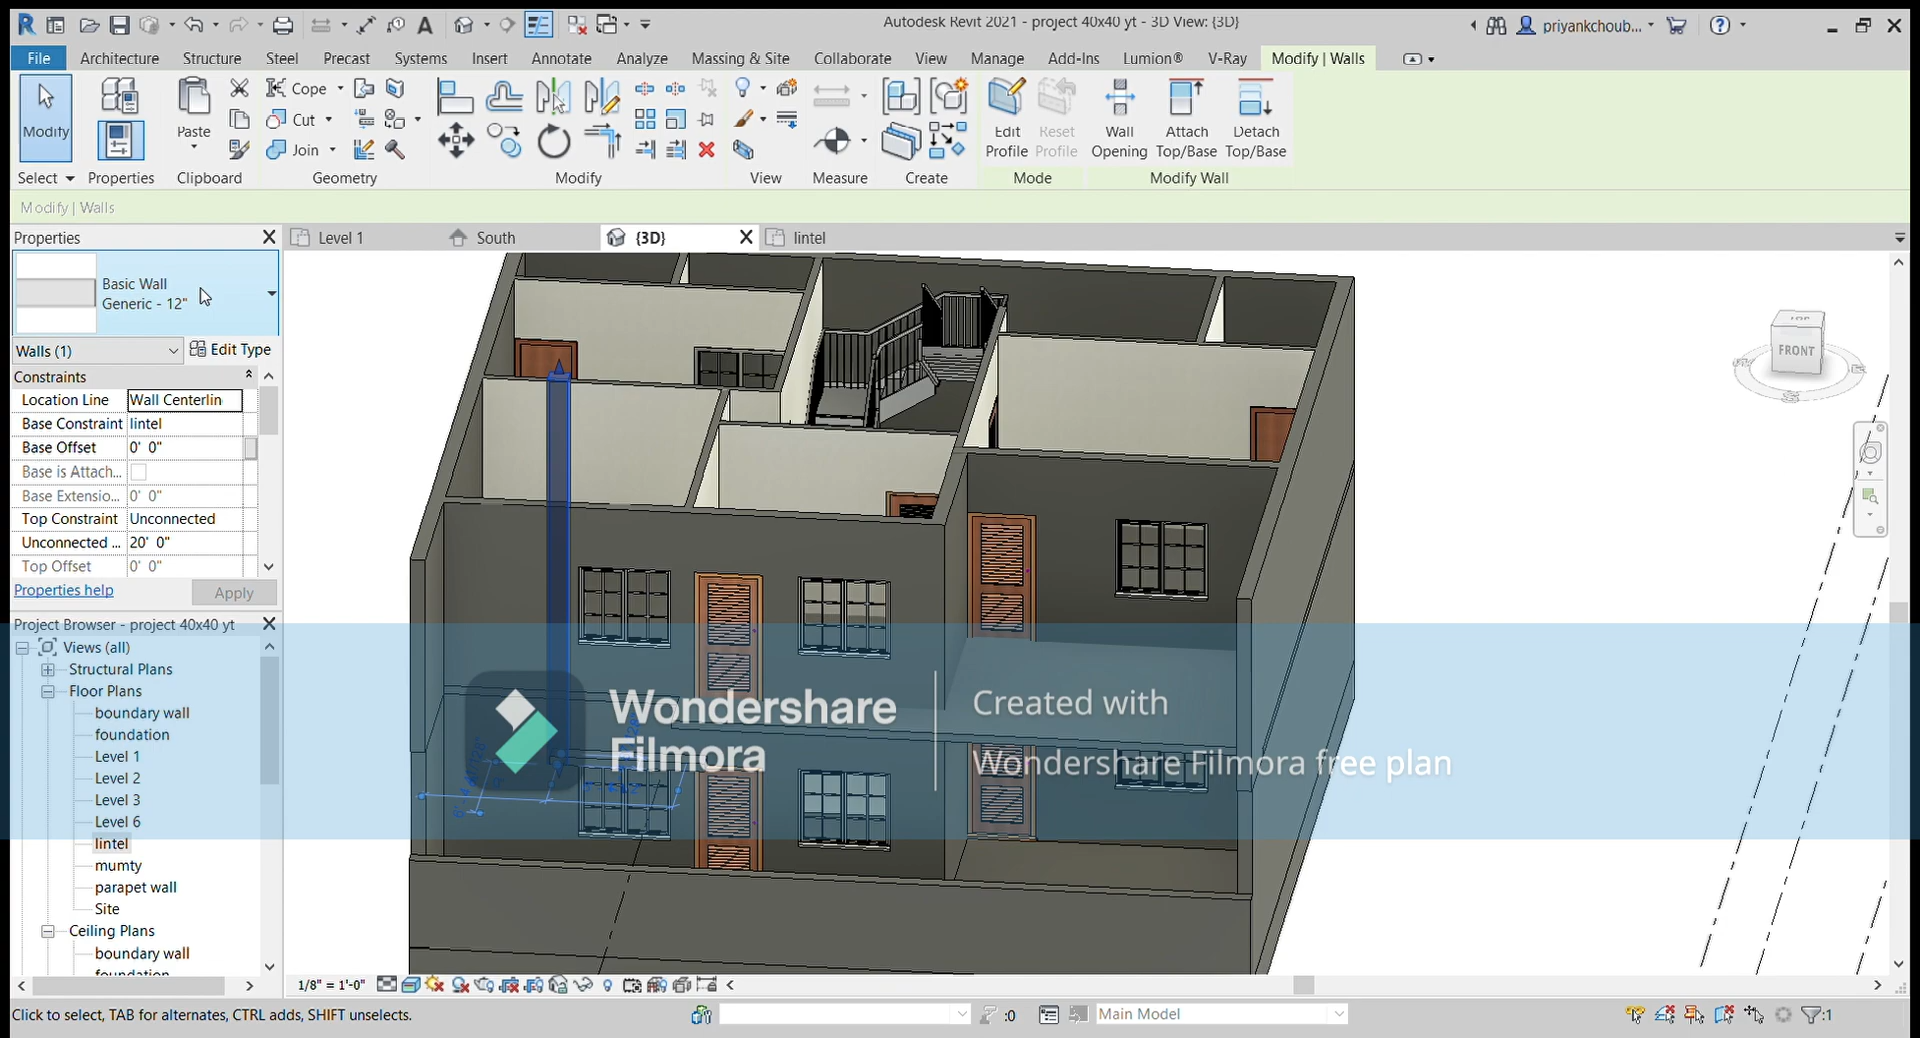 Autodesk Revit 2021 - project 40x40 yt - 3D View: {3D}
priyankchoub...
File Architecture Structure Steel Precast Systems Insert Annotate Analyze Massing & Site Collaborate View Manage Add-Ins Lumion® V-Ray Modify | Walls
Modify
Paste
Cope
Cut
Join
Edit Profile
Reset Profile
Wall Opening
Attach Top/Base
Detach Top/Base
Select Properties Clipboard Geometry Modify View Measure Create Mode Modify Wall
Modify | Walls
Properties
Level 1 South {3D} lintel
Basic Wall
Generic - 12"
Walls (1) Edit Type
Constraints
Location Line Wall Centerlin
Base Constraint lintel
Base Offset 0' 0"
Base is Attach...
Base Extensio... 0' 0"
Top Constraint Unconnected
Unconnected ... 20' 0"
Top Offset 0' 0"
Properties help Apply
Project Browser - project 40x40 yt
Views (all)
Structural Plans
Floor Plans
boundary wall
foundation
Level 1
Level 2
Level 3
Level 6
lintel
mumty
parapet wall
Site
Ceiling Plans
boundary wall
foundation
FRONT
Wondershare
Filmora
Created with
Wondershare Filmora free plan
1/8" = 1'-0"
Click to select, TAB for alternates, CTRL adds, SHIFT unselects.
:0
Main Model
:1